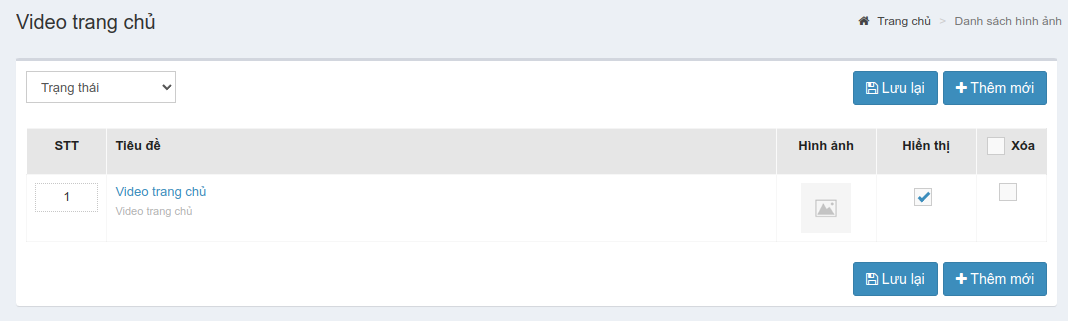 Video trang chủ
Trang chủ > Danh sách hình ảnh
Trạng thái
Lưu lại
Thêm mới
STT Tiêu đề Hình ảnh Hiển thị Xóa
1 Video trang chủ
Video trang chủ
Lưu lại
Thêm mới